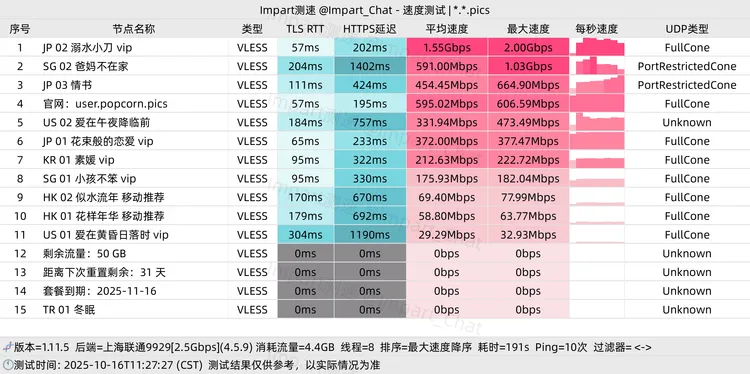 Impart测速 @Impart_Chat - 速度测试 |*.*.pics
序号 节点名称 类型 TLS RTT HTTPS延迟 平均速度 最大速度 每秒速度 UDP类型
1 JP 02 溺水小刀 vip VLESS 57ms 202ms 1.55Gbps 2.00Gbps FullCone
2 SG 02 爸妈不在家 VLESS 204ms 1402ms 591.00Mbps 1.03Gbps PortRestrictedCone
3 JP 03 情书 VLESS 111ms 424ms 454.45Mbps 664.90Mbps PortRestrictedCone
4 官网：user.popcorn.pics VLESS 57ms 195ms 595.02Mbps 606.59Mbps FullCone
5 US 02 爱在午夜降临前 VLESS 184ms 757ms 331.94Mbps 473.49Mbps Unknown
6 JP 01 花束般的恋爱 vip VLESS 65ms 233ms 372.00Mbps 377.47Mbps FullCone
7 KR 01 素媛 vip VLESS 95ms 322ms 212.63Mbps 222.72Mbps FullCone
8 SG 01 小孩不笨 vip VLESS 95ms 330ms 175.93Mbps 182.04Mbps FullCone
9 HK 02 似水流年 移动推荐 VLESS 170ms 670ms 69.40Mbps 77.99Mbps FullCone
10 HK 01 花样年华 移动推荐 VLESS 179ms 692ms 58.80Mbps 63.77Mbps FullCone
11 US 01 爱在黄昏日落时 vip VLESS 304ms 1190ms 29.29Mbps 32.93Mbps FullCone
12 剩余流量：50 GB VLESS 0ms 0ms 0bps 0bps Unknown
13 距离下次重置剩余：31 天 VLESS 0ms 0ms 0bps 0bps Unknown
14 套餐到期：2025-11-16 VLESS 0ms 0ms 0bps 0bps Unknown
15 TR 01 冬眠 VLESS 0ms 0ms 0bps 0bps Unknown
版本=1.11.5 后端=上海联通9929[2.5Gbps](4.5.9) 消耗流量=4.4GB 线程=8 排序=最大速度降序 耗时=191s Ping=10次 过滤器= <->
测试时间: 2025-10-16T11:27:27 (CST) 测试结果仅供参考，以实际情况为准